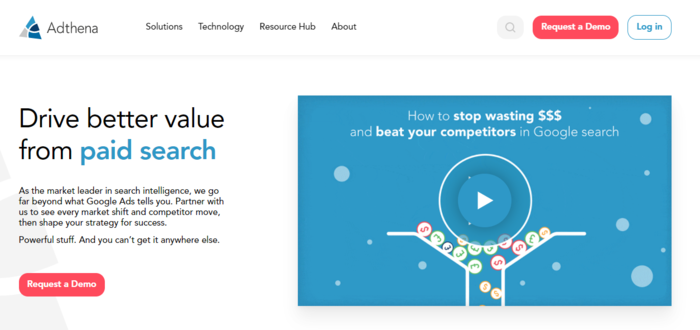 Adthena
Solutions Technology Resource Hub About
Request a Demo
Log in
Drive better value
from paid search
As the market leader in search intelligence, we go
far beyond what Google Ads tells you. Partner with
us to see every market shift and competitor move,
then shape your strategy for success.
Powerful stuff. And you can't get it anywhere else.
Request a Demo
How to stop wasting $$$
and beat your competitors in Google search